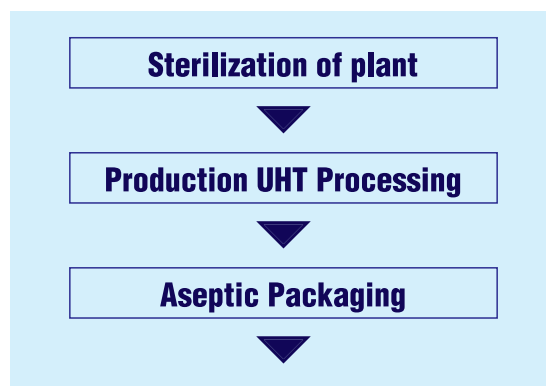 Sterilization of plant
Production UHT Processing
Aseptic Packaging